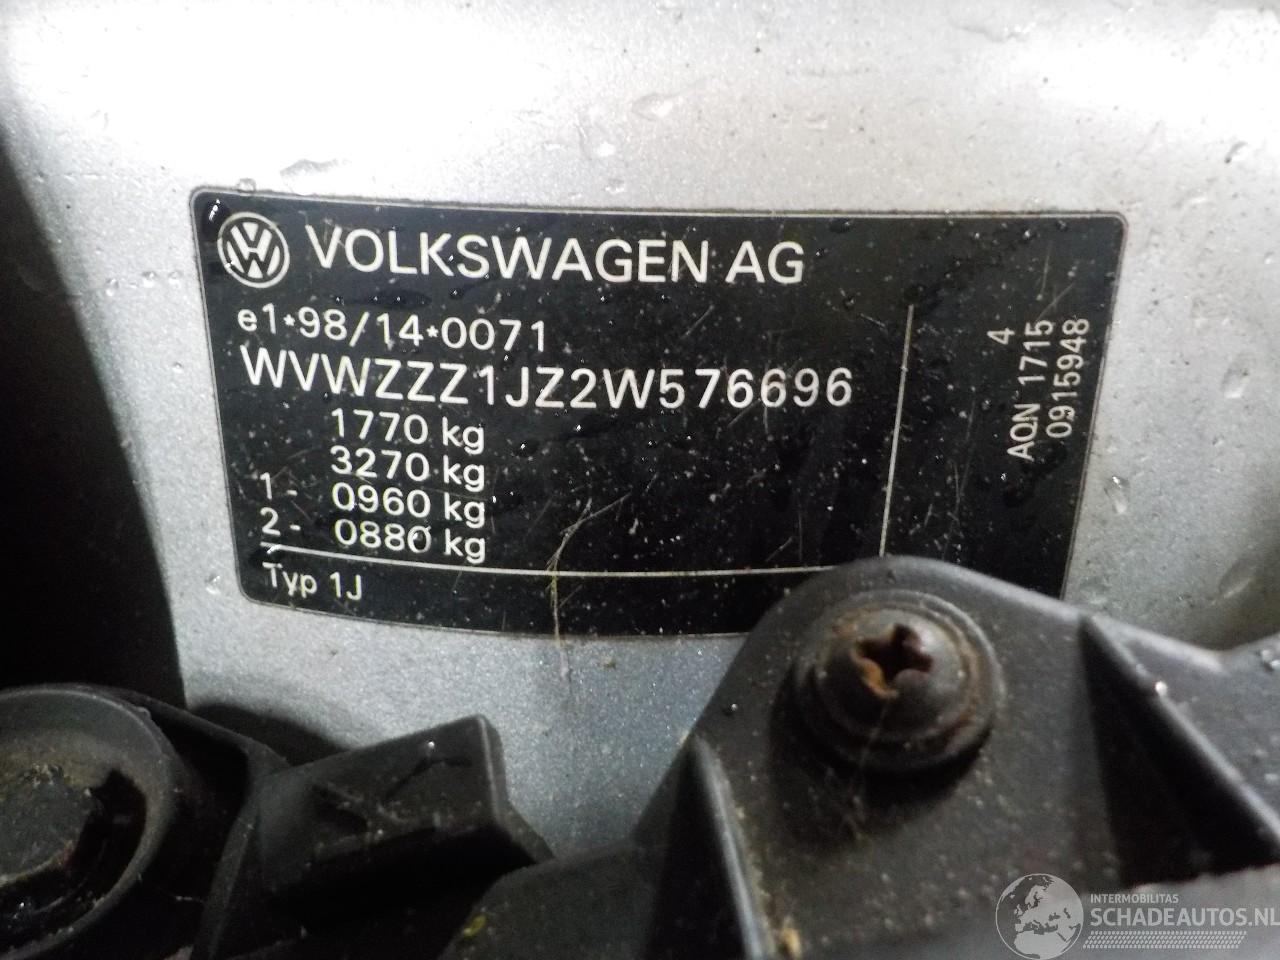 VOLKSWAGEN AG
e1*98/14*0071
WVWZZZ1JZ2W576696
1770 kg
3270 kg
1 - 0960 kg
2 - 0880 kg
Typ 1J
4
AQN 1715
0915948
INTERMOBILITAS
SCHADEAUTOS.NL